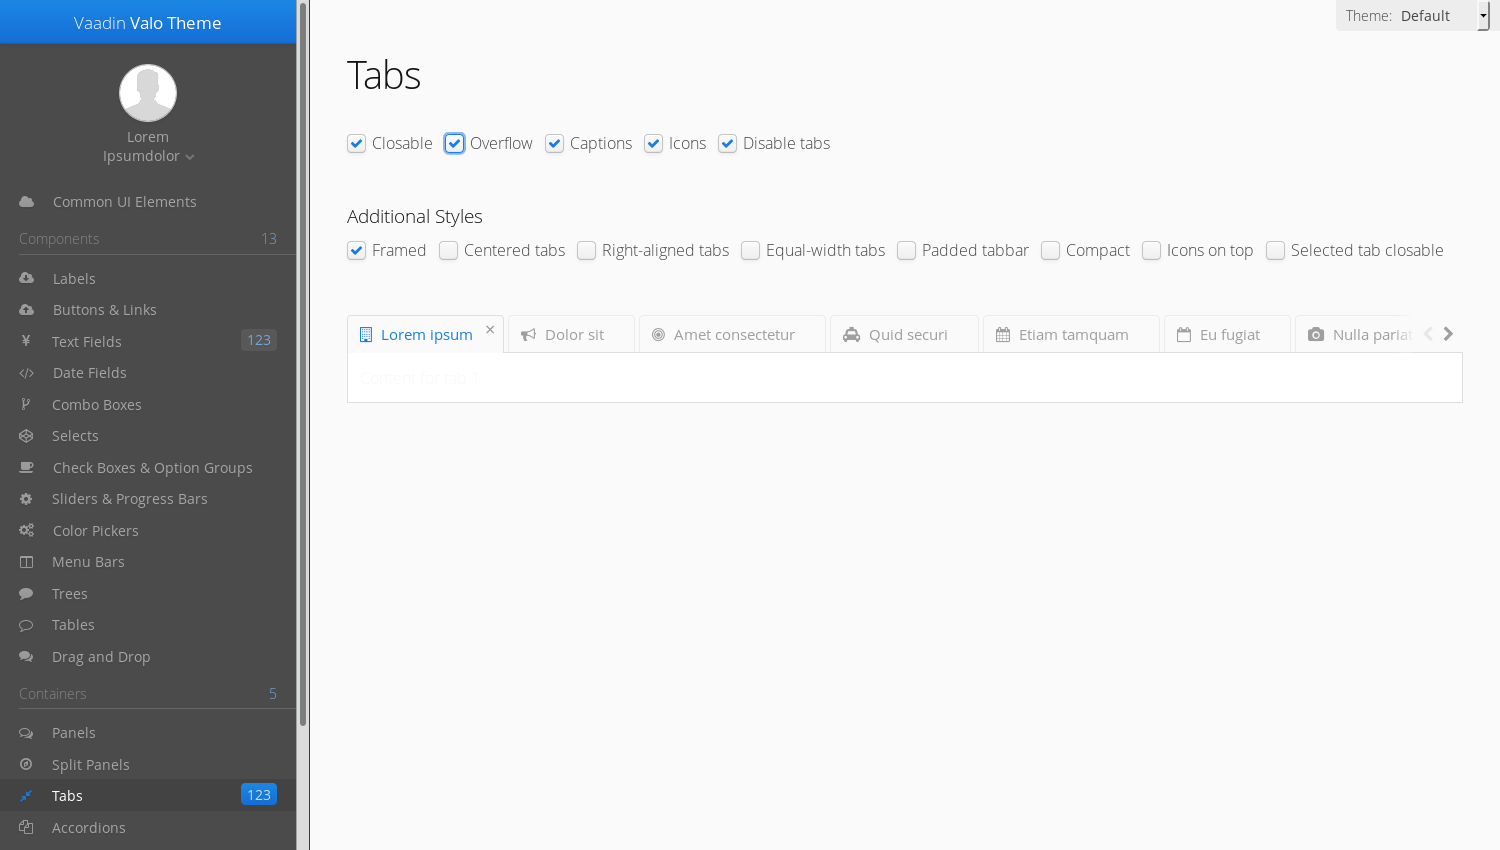 Vaadin Valo Theme
Theme: Default
Lorem
Ipsumdolor
Common UI Elements
Components 13
Labels
Buttons & Links
Text Fields 123
Date Fields
Combo Boxes
Selects
Check Boxes & Option Groups
Sliders & Progress Bars
Color Pickers
Menu Bars
Trees
Tables
Drag and Drop
Containers 5
Panels
Split Panels
Tabs 123
Accordions
Tabs
Closable Overflow Captions Icons Disable tabs
Additional Styles
Framed Centered tabs Right-aligned tabs Equal-width tabs Padded tabbar Compact Icons on top Selected tab closable
Lorem ipsum Dolor sit Amet consectetur Quid securi Etiam tamquam Eu fugiat Nulla pariat
Content for tab 1